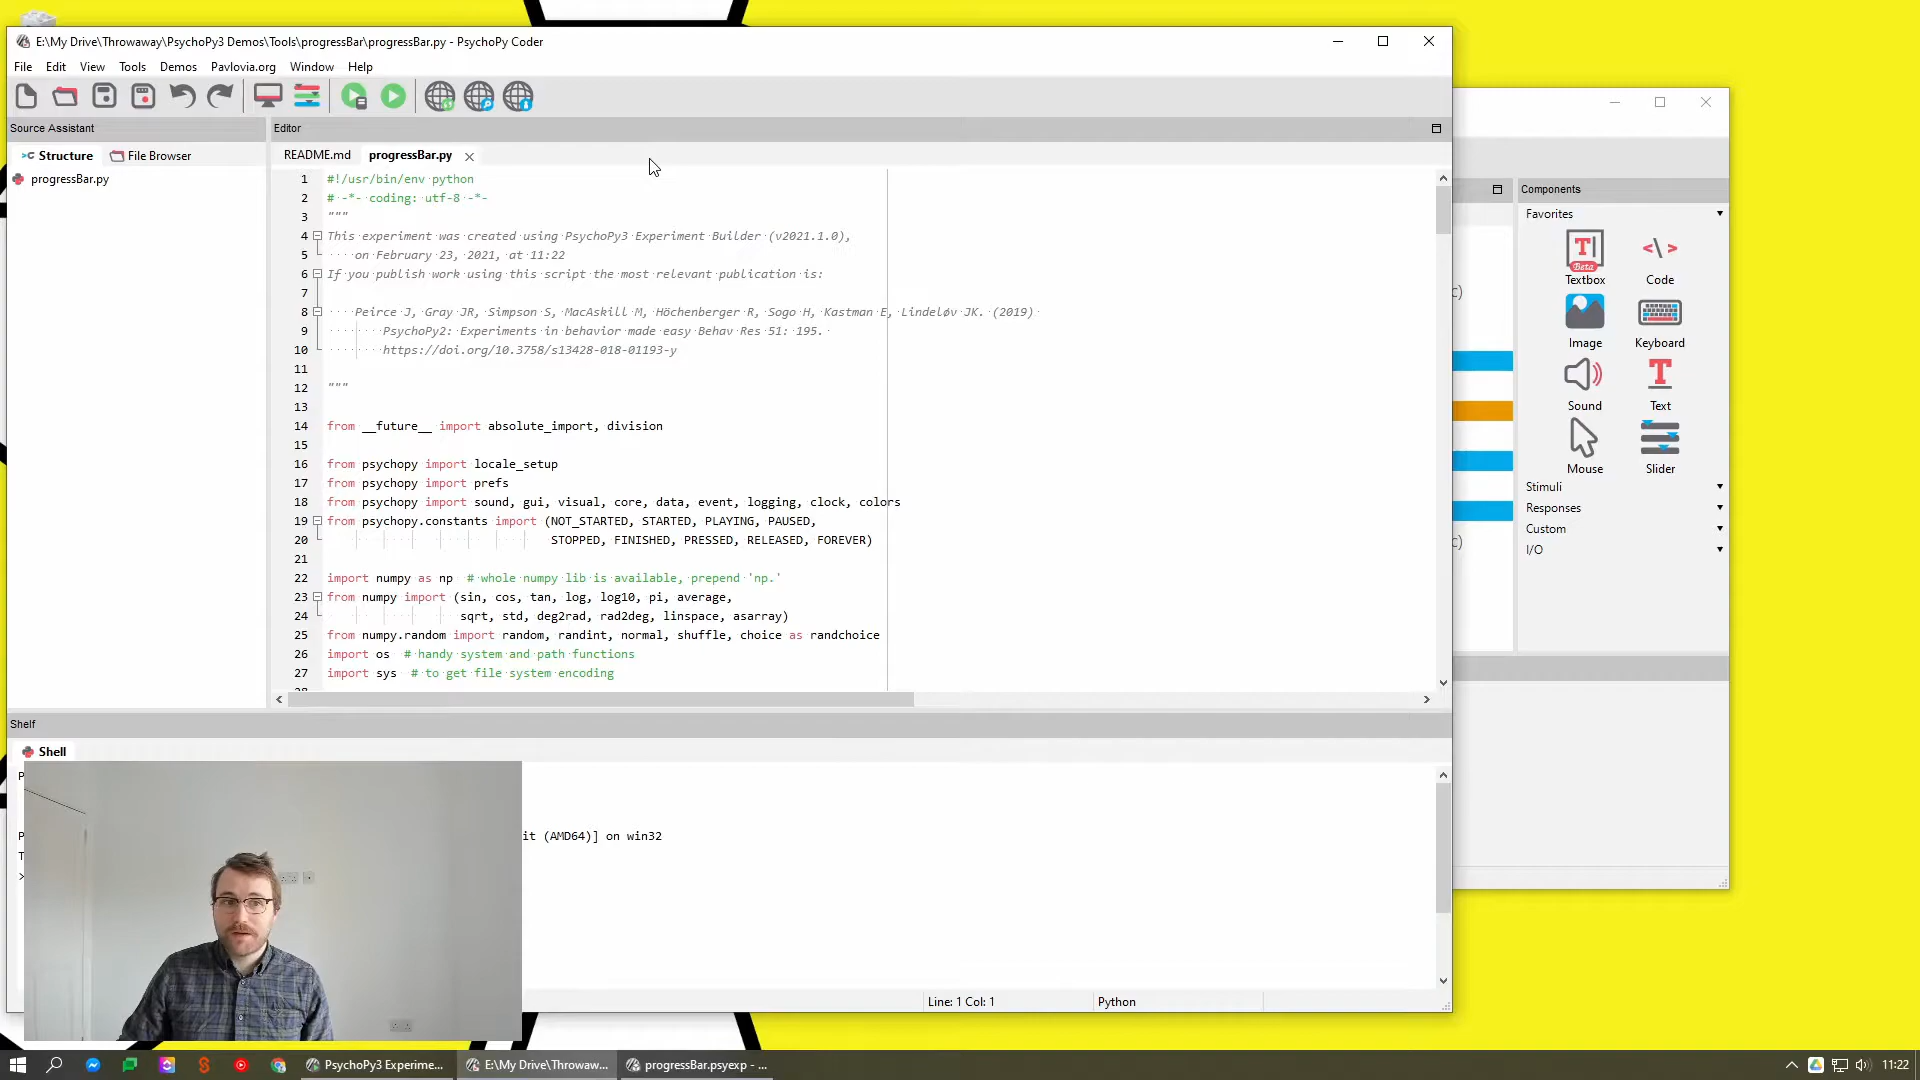 E:\My Drive\Throwaway\PsychoPy3 Demos\Tools\progressBar\progressBar.py - PsychoPy Coder
File Edit View Tools Demos Pavlovia.org Window Help
Source Assistant
Structure File Browser
progressBar.py
Editor
README.md progressBar.py
1 #!/usr/bin/env python
2 # -*- coding: utf-8 -*-
3 """
4 This experiment was created using PsychoPy3 Experiment Builder (v2021.1.0),
5 on February 23, 2021, at 11:22
6 If you publish work using this script the most relevant publication is:
7
8 Peirce J, Gray JR, Simpson S, MacAskill M, Höchenberger R, Sogo H, Kastman E, Lindeløv JK. (2019)
9 PsychoPy2: Experiments in behavior made easy Behav Res 51: 195.
10 https://doi.org/10.3758/s13428-018-01193-y
11
12 """
13
14 from __future__ import absolute_import, division
15
16 from psychopy import locale_setup
17 from psychopy import prefs
18 from psychopy import sound, gui, visual, core, data, event, logging, clock, colors
19 from psychopy.constants import (NOT_STARTED, STARTED, PLAYING, PAUSED,
20 STOPPED, FINISHED, PRESSED, RELEASED, FOREVER)
21
22 import numpy as np # whole numpy lib is available, prepend 'np.'
23 from numpy import (sin, cos, tan, log, log10, pi, average,
24 sqrt, std, deg2rad, rad2deg, linspace, asarray)
25 from numpy.random import random, randint, normal, shuffle, choice as randchoice
26 import os # handy system and path functions
27 import sys # to get file system encoding
Components
Favorites
T
Beta
Textbox
</>
Code
Image
Keyboard
Sound
T
Text
Mouse
Slider
Stimuli
Responses
Custom
I/O
c)
c)
Shelf
Shell
P
P
it (AMD64)] on win32
T
>
Line: 1 Col: 1
Python
PsychoPy3 Experime...
E:\My Drive\Throwaw...
progressBar.psyexp - ...
11:22